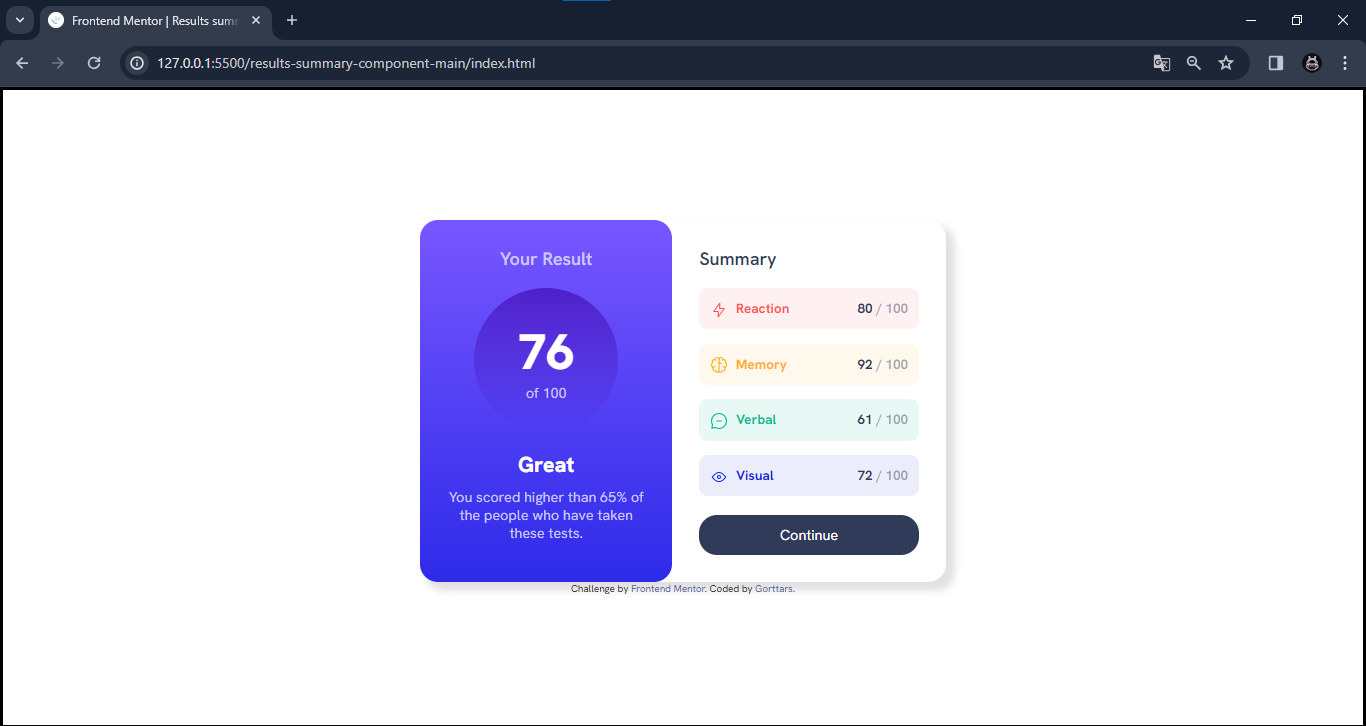 Frontend Mentor | Results sum
127.0.0.1:5500/results-summary-component-main/index.html
Your Result
76
of 100
Great
You scored higher than 65% of
the people who have taken
these tests.
Summary
Reaction 80 / 100
Memory 92 / 100
Verbal 61 / 100
Visual 72 / 100
Continue
Challenge by Frontend Mentor. Coded by Gorttars.